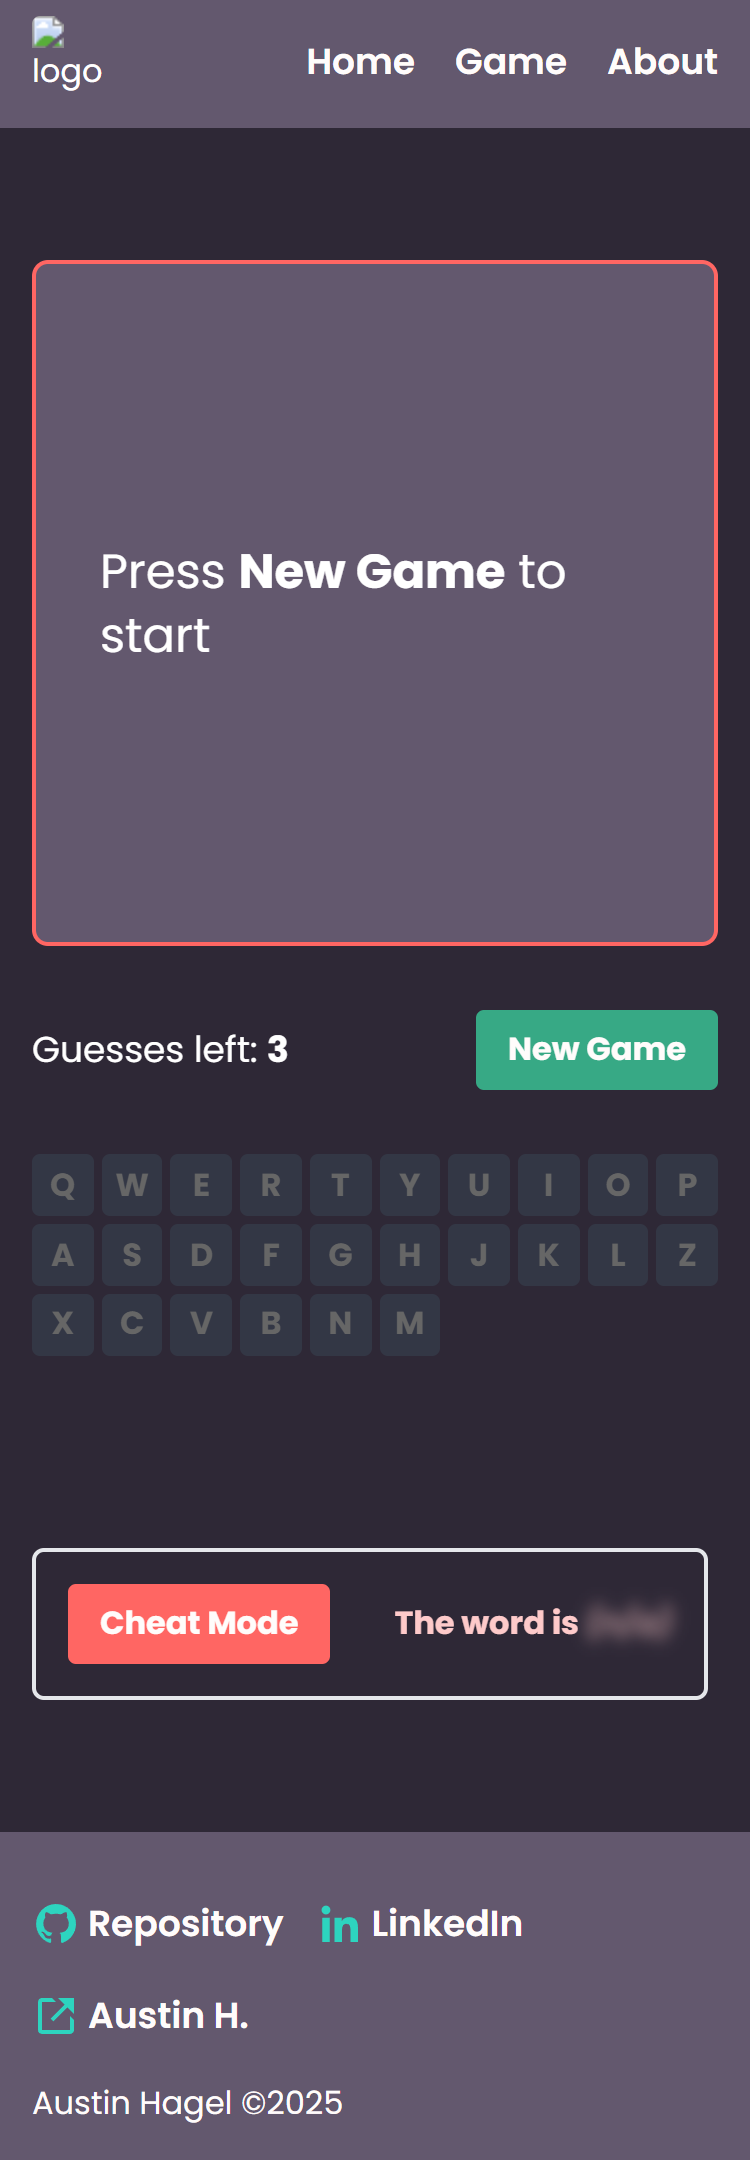 logo
Home Game About
Press New Game to
start
Guesses left: 3
New Game
Q W E R T Y U I O P
A S D F G H J K L Z
X C V B N M
Cheat Mode
The word is
Repository
LinkedIn
Austin H.
Austin Hagel ©2025